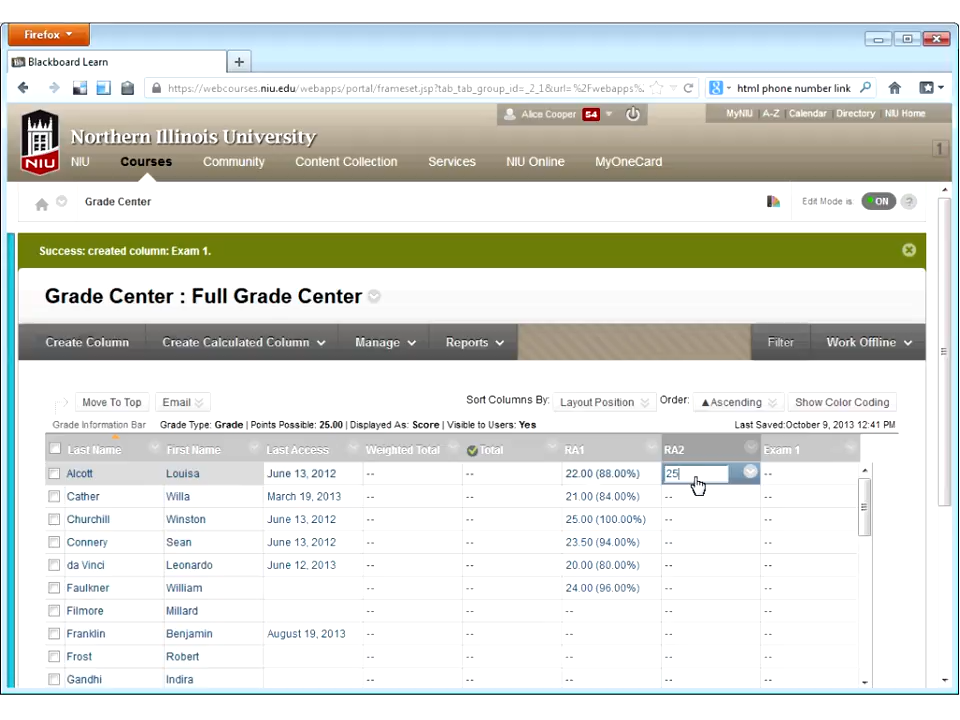 Firefox
Blackboard Learn
https://webcourses.niu.edu/webapps/portal/frameset.jsp?tab_tab_group_id=_2_1&url=%2Fwebapps%
html phone number link
Alice Cooper 54
MyNIU | A-Z | Calendar | Directory | NIU Home
Northern Illinois University
NIU
NIU Courses Community Content Collection Services NIU Online MyOneCard
1
Grade Center
Edit Mode is ON ?
Success: created column: Exam 1.
Grade Center : Full Grade Center
Create Column Create Calculated Column Manage Reports Filter Work Offline
Move To Top Email Sort Columns By: Layout Position Order: ▲Ascending Show Color Coding
Grade Information Bar Grade Type: Grade | Points Possible: 25.00 | Displayed As: Score | Visible to Users: Yes Last Saved:October 9, 2013 12:41 PM
Last Name First Name Last Access Weighted Total Total RA1 RA2 Exam 1
Alcott Louisa June 13, 2012 -- -- 22.00 (88.00%) 25 --
Cather Willa March 19, 2013 -- -- 21.00 (84.00%) -- --
Churchill Winston June 13, 2012 -- -- 25.00 (100.00%) -- --
Connery Sean June 13, 2012 -- -- 23.50 (94.00%) -- --
da Vinci Leonardo June 12, 2013 -- -- 20.00 (80.00%) -- --
Faulkner William -- -- 24.00 (96.00%) -- --
Filmore Millard -- -- -- -- --
Franklin Benjamin August 19, 2013 -- -- -- -- --
Frost Robert -- -- -- -- --
Gandhi Indira -- -- -- -- --